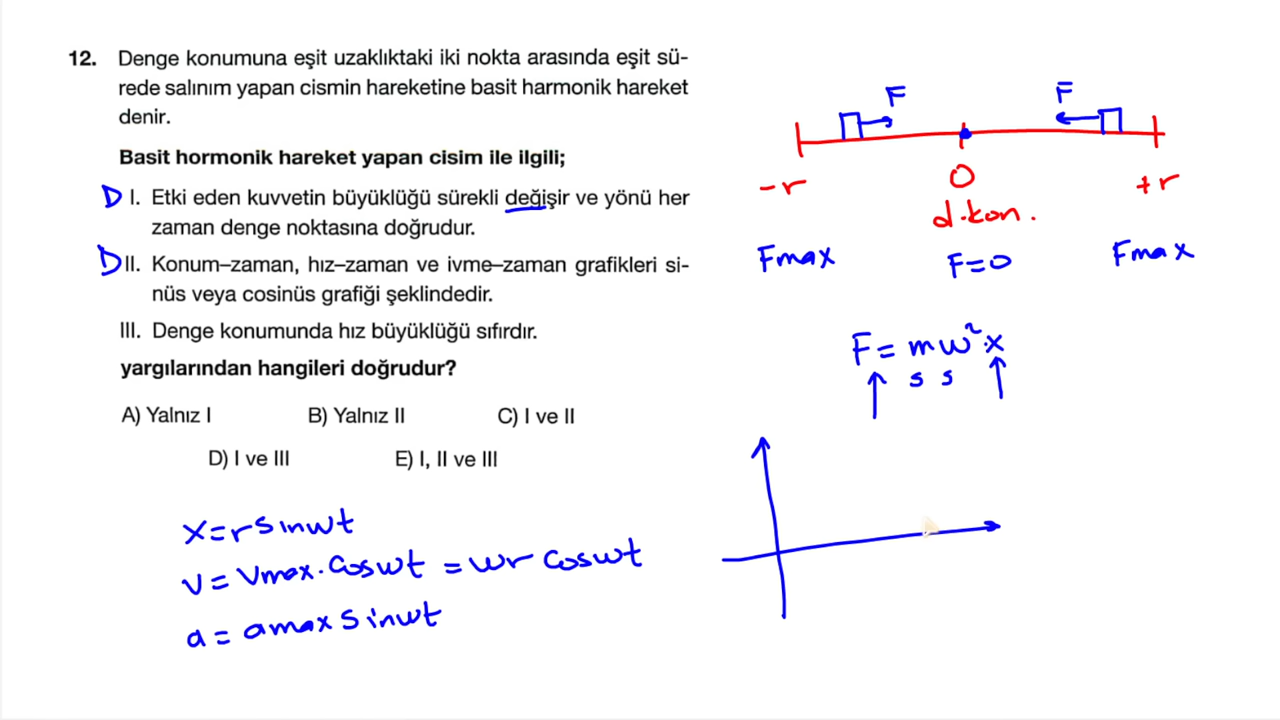 12. Denge konumuna eşit uzaklıktaki iki nokta arasında eşit sü-
rede salınım yapan cismin hareketine basit harmonik hareket
denir.
Basit hormonik hareket yapan cisim ile ilgili;
D I. Etki eden kuvvetin büyüklüğü sürekli değişir ve yönü her
zaman denge noktasına doğrudur.
D II. Konum–zaman, hız–zaman ve ivme–zaman grafikleri si-
nüs veya cosinüs grafiği şeklindedir.
III. Denge konumunda hız büyüklüğü sıfırdır.
yargılarından hangileri doğrudur?
A) Yalnız I B) Yalnız II C) I ve II
D) I ve III E) I, II ve III
x=rsinwt
v=vmax.coswt=wr coswt
a=amaxsinwt
F F
-r O +r
d.kon.
Fmax F=0 Fmax
F=mw².x
s s